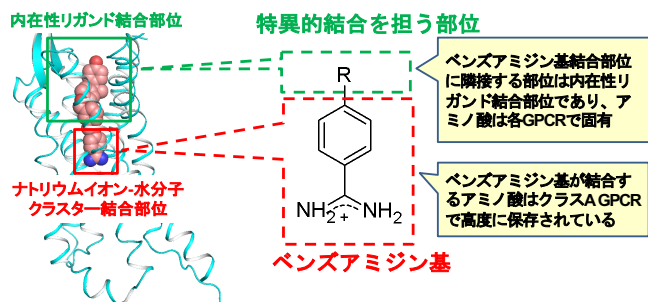 内在性リガンド結合部位
特異的結合を担う部位
ベンズアミジン基結合部位
に隣接する部位は内在性リ
ガンド結合部位であり、ア
ミノ酸は各GPCRで固有
R
ナトリウムイオン-水分子
クラスター結合部位
ベンズアミジン基が結合す
るアミノ酸はクラスA GPCR
で高度に保存されている
NH2 + NH2
ベンズアミジン基